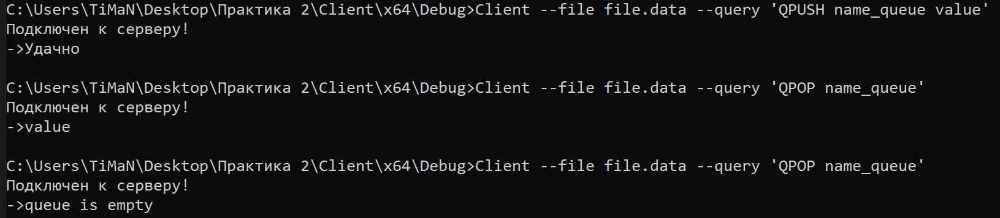 C:\Users\TiMaN\Desktop\Практика 2\Client\x64\Debug>Client --file file.data --query 'QPUSH name_queue value'
Подключен к серверу!
->Удачно
C:\Users\TiMaN\Desktop\Практика 2\Client\x64\Debug>Client --file file.data --query 'QPOP name_queue'
Подключен к серверу!
->value
C:\Users\TiMaN\Desktop\Практика 2\Client\x64\Debug>Client --file file.data --query 'QPOP name_queue'
Подключен к серверу!
->queue is empty